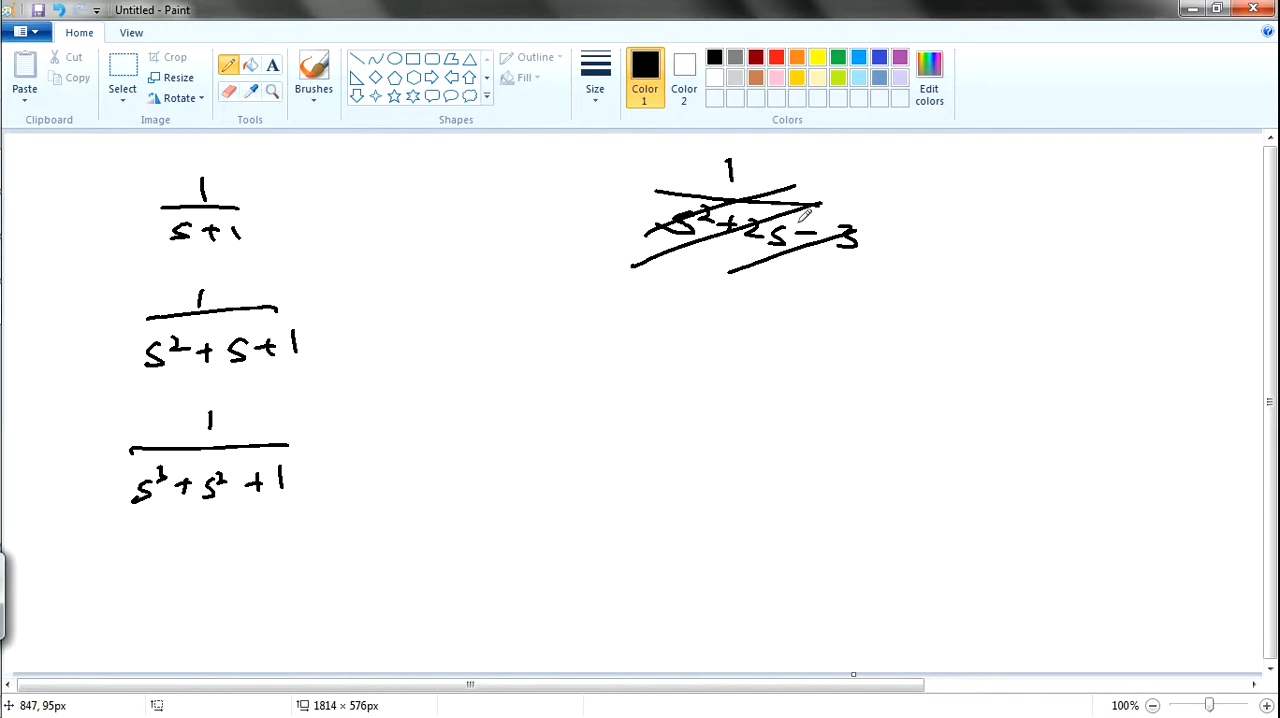 Untitled - Paint
Home View
Paste
Cut
Copy
Clipboard
Select
Crop
Resize
Rotate
Image
A
Tools
Brushes
Outline
Fill
Shapes
Size
Color 1
Color 2
Edit colors
Colors
1
s+1
1
s²+s+1
1
s³+s²+1
1
-s²+2s-3
847, 95px
1814 × 576px
100%